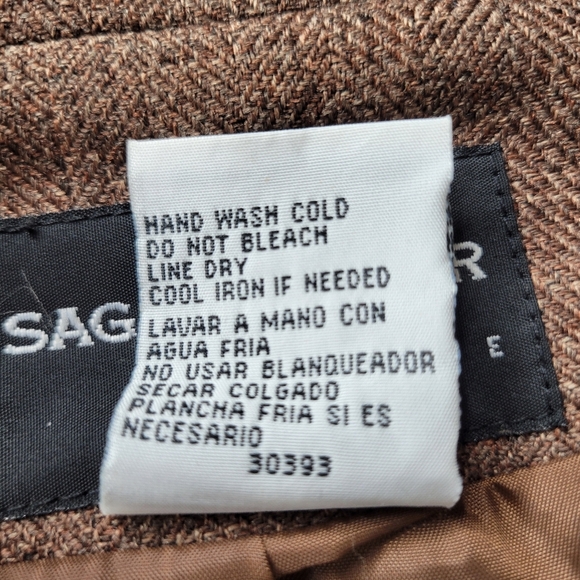 HAND WASH COLD
DO NOT BLEACH
LINE DRY
COOL IRON IF NEEDED
LAVAR A MANO CON
AGUA FRIA
NO USAR BLANQUEADOR
SECAR COLGADO
PLANCHA FRIA SI ES
NECESARIO
30393
SAG R
E